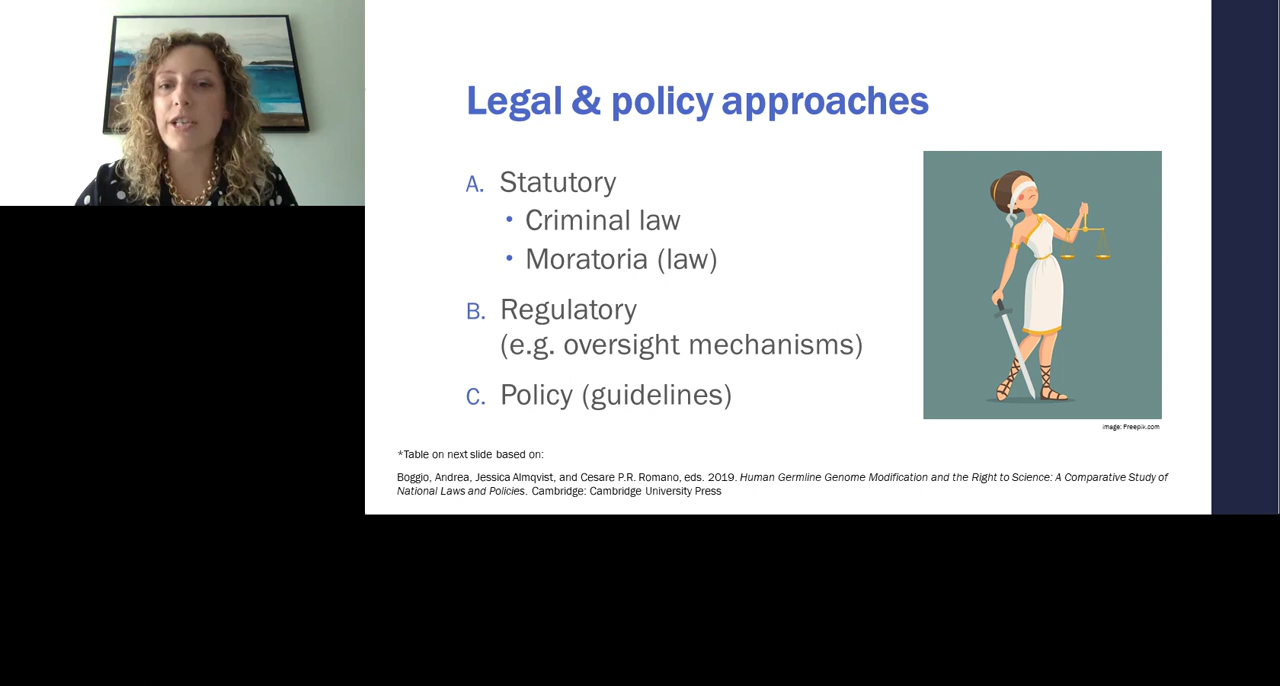 Legal & policy approaches
A. Statutory
• Criminal law
• Moratoria (law)
B. Regulatory
(e.g. oversight mechanisms)
C. Policy (guidelines)
image: Freepik.com
*Table on next slide based on:
Boggio, Andrea, Jessica Almqvist, and Cesare P.R. Romano, eds. 2019. Human Germline Genome Modification and the Right to Science: A Comparative Study of
National Laws and Policies. Cambridge: Cambridge University Press